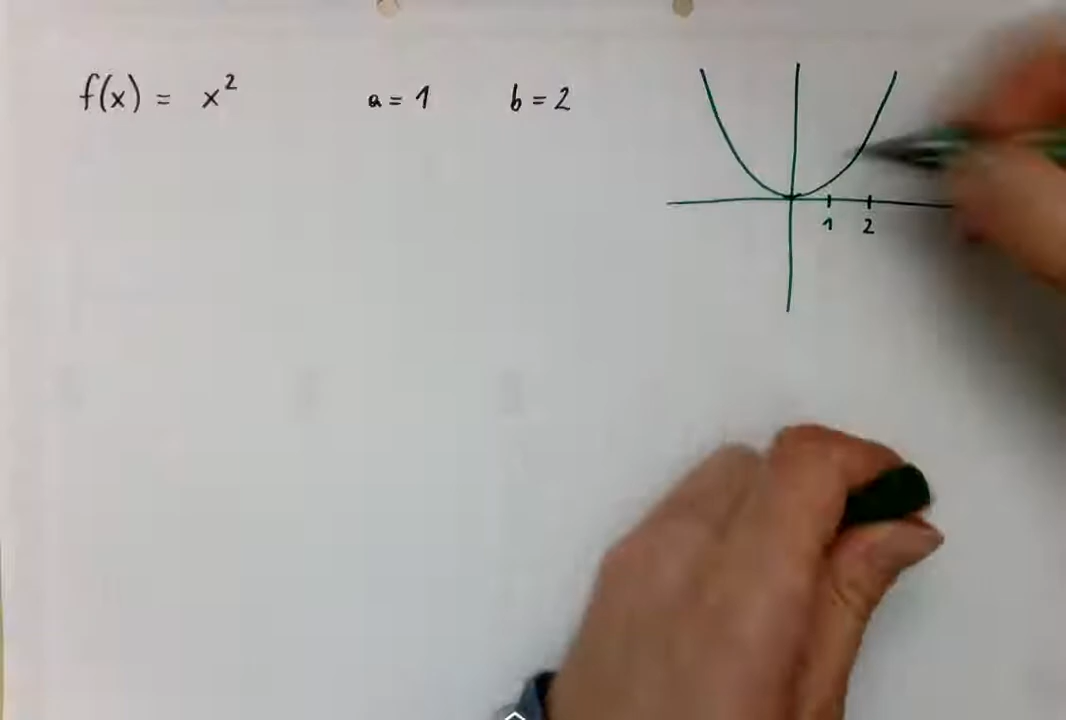 f(x) = x² a = 1 b = 2
1 2